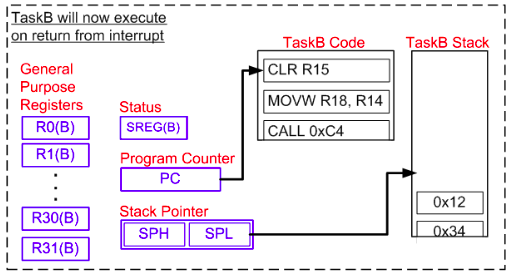 TaskB will now execute
on return from interrupt
General
Purpose
Registers
R0(B)
R1(B)
R30(B)
R31(B)
Status
SREG(B)
Program Counter
PC
Stack Pointer
SPH SPL
TaskB Code
CLR R15
MOVW R18, R14
CALL 0xC4
TaskB Stack
0x12
0x34